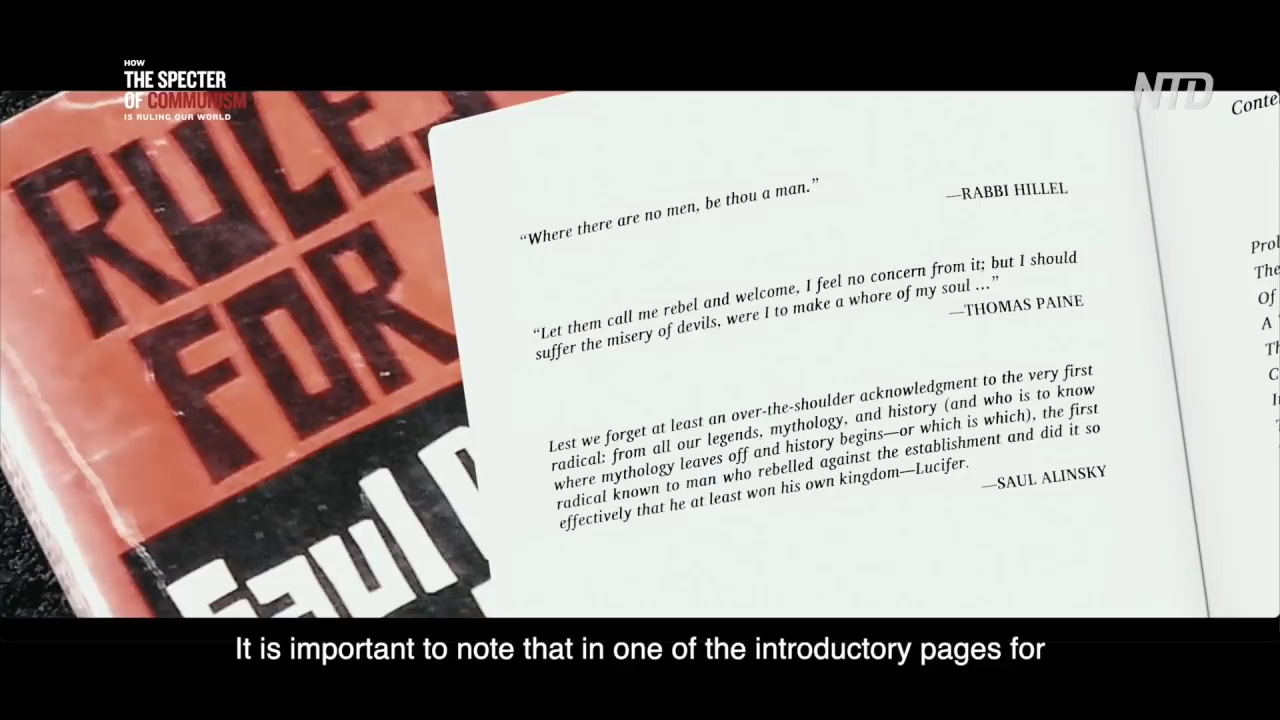 HOW
THE SPECTER
OF COMMUNISM
IS RULING OUR WORLD
NTD
RULES
FOR
Saul
"Where there are no men, be thou a man."
—RABBI HILLEL
"Let them call me rebel and welcome, I feel no concern from it; but I should
suffer the misery of devils, were I to make a whore of my soul ..."
—THOMAS PAINE
Lest we forget at least an over-the-shoulder acknowledgment to the very first
radical: from all our legends, mythology, and history (and who is to know
where mythology leaves off and history begins—or which is which), the first
radical known to man who rebelled against the establishment and did it so
effectively that he at least won his own kingdom—Lucifer.
—SAUL ALINSKY
Of
A
It is important to note that in one of the introductory pages for